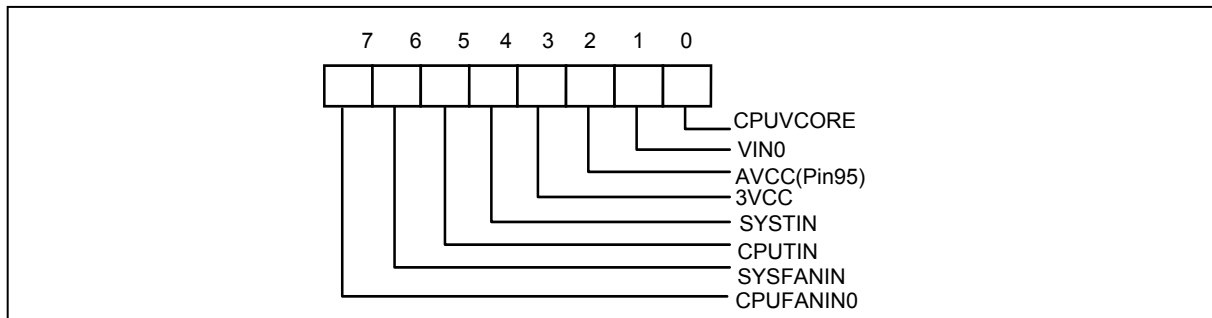 7 6 5 4 3 2 1 0
CPUVCORE
VIN0
AVCC(Pin95)
3VCC
SYSTIN
CPUTIN
SYSFANIN
CPUFANIN0